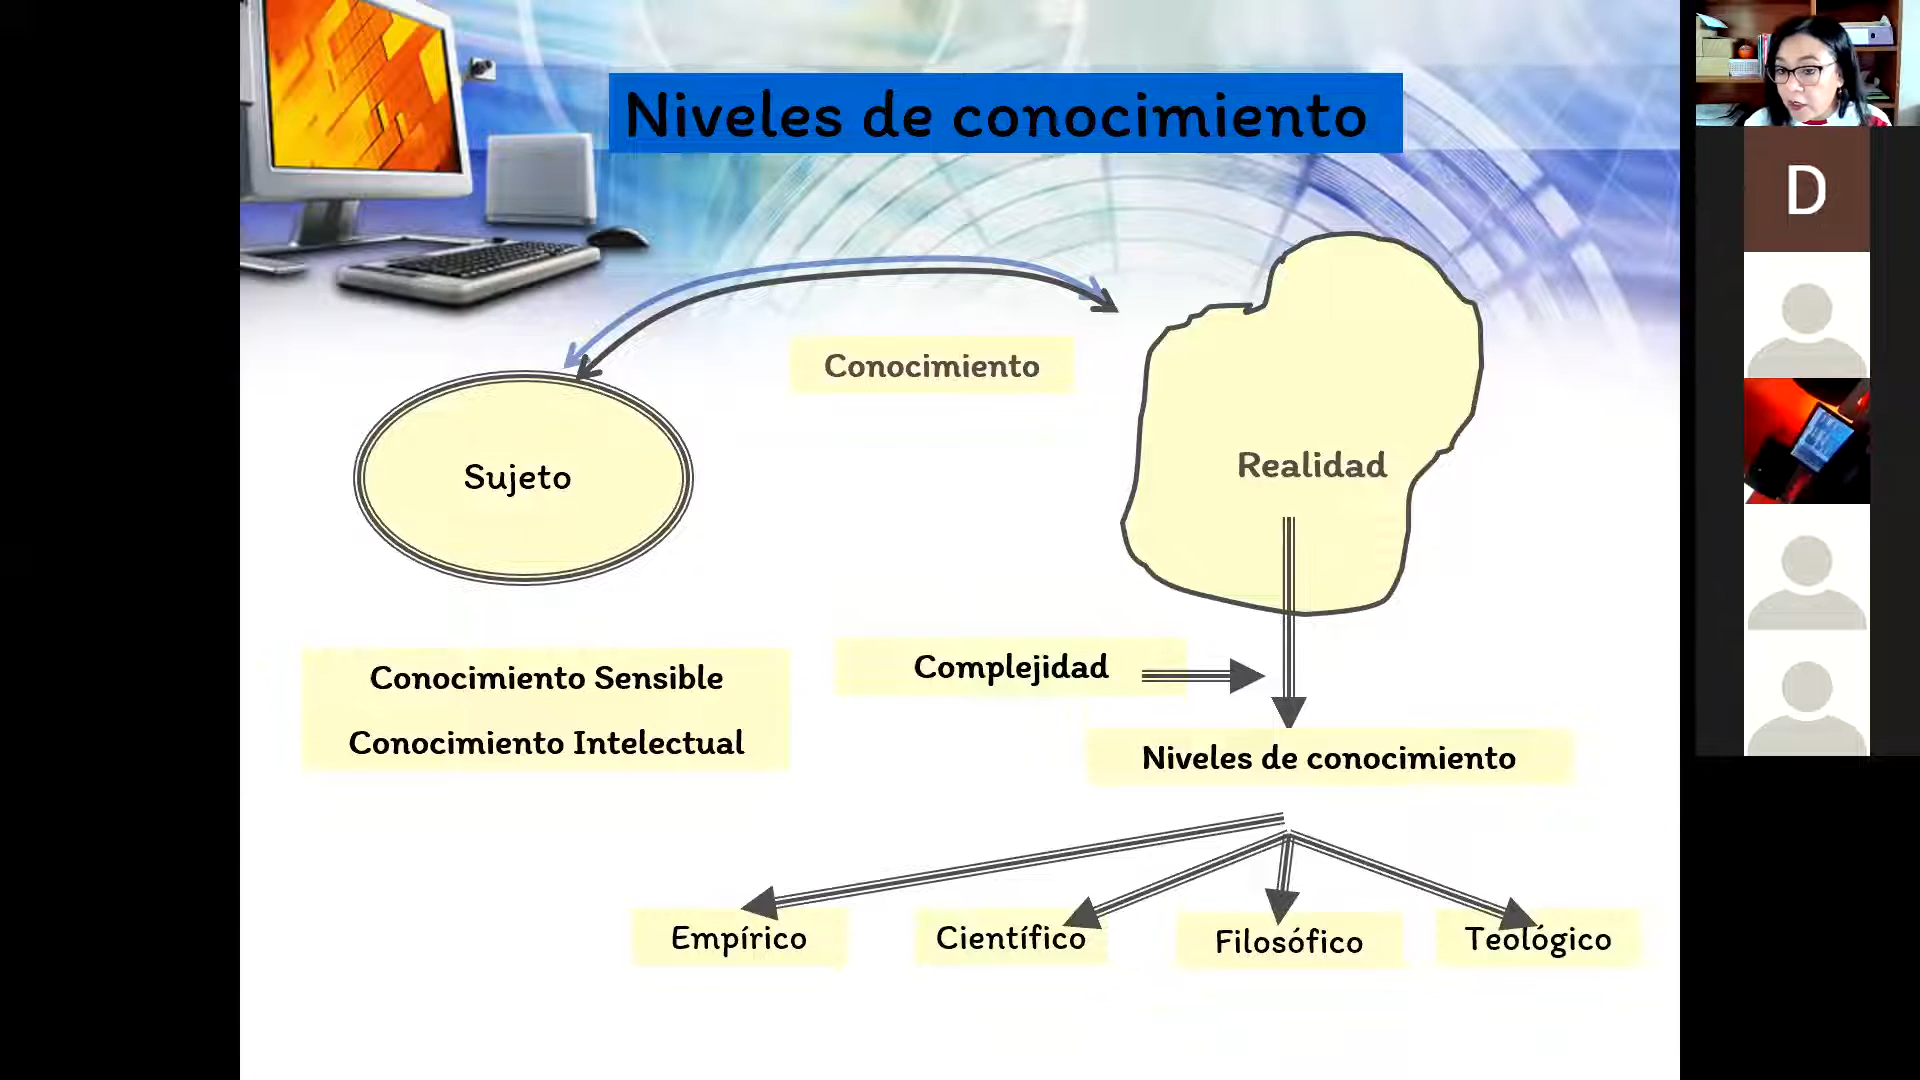 Niveles de conocimiento
D
Conocimiento
Realidad
Sujeto
Complejidad
Conocimiento Sensible
Conocimiento Intelectual
Niveles de conocimiento
Empírico
Científico
Filosófico
Teológico